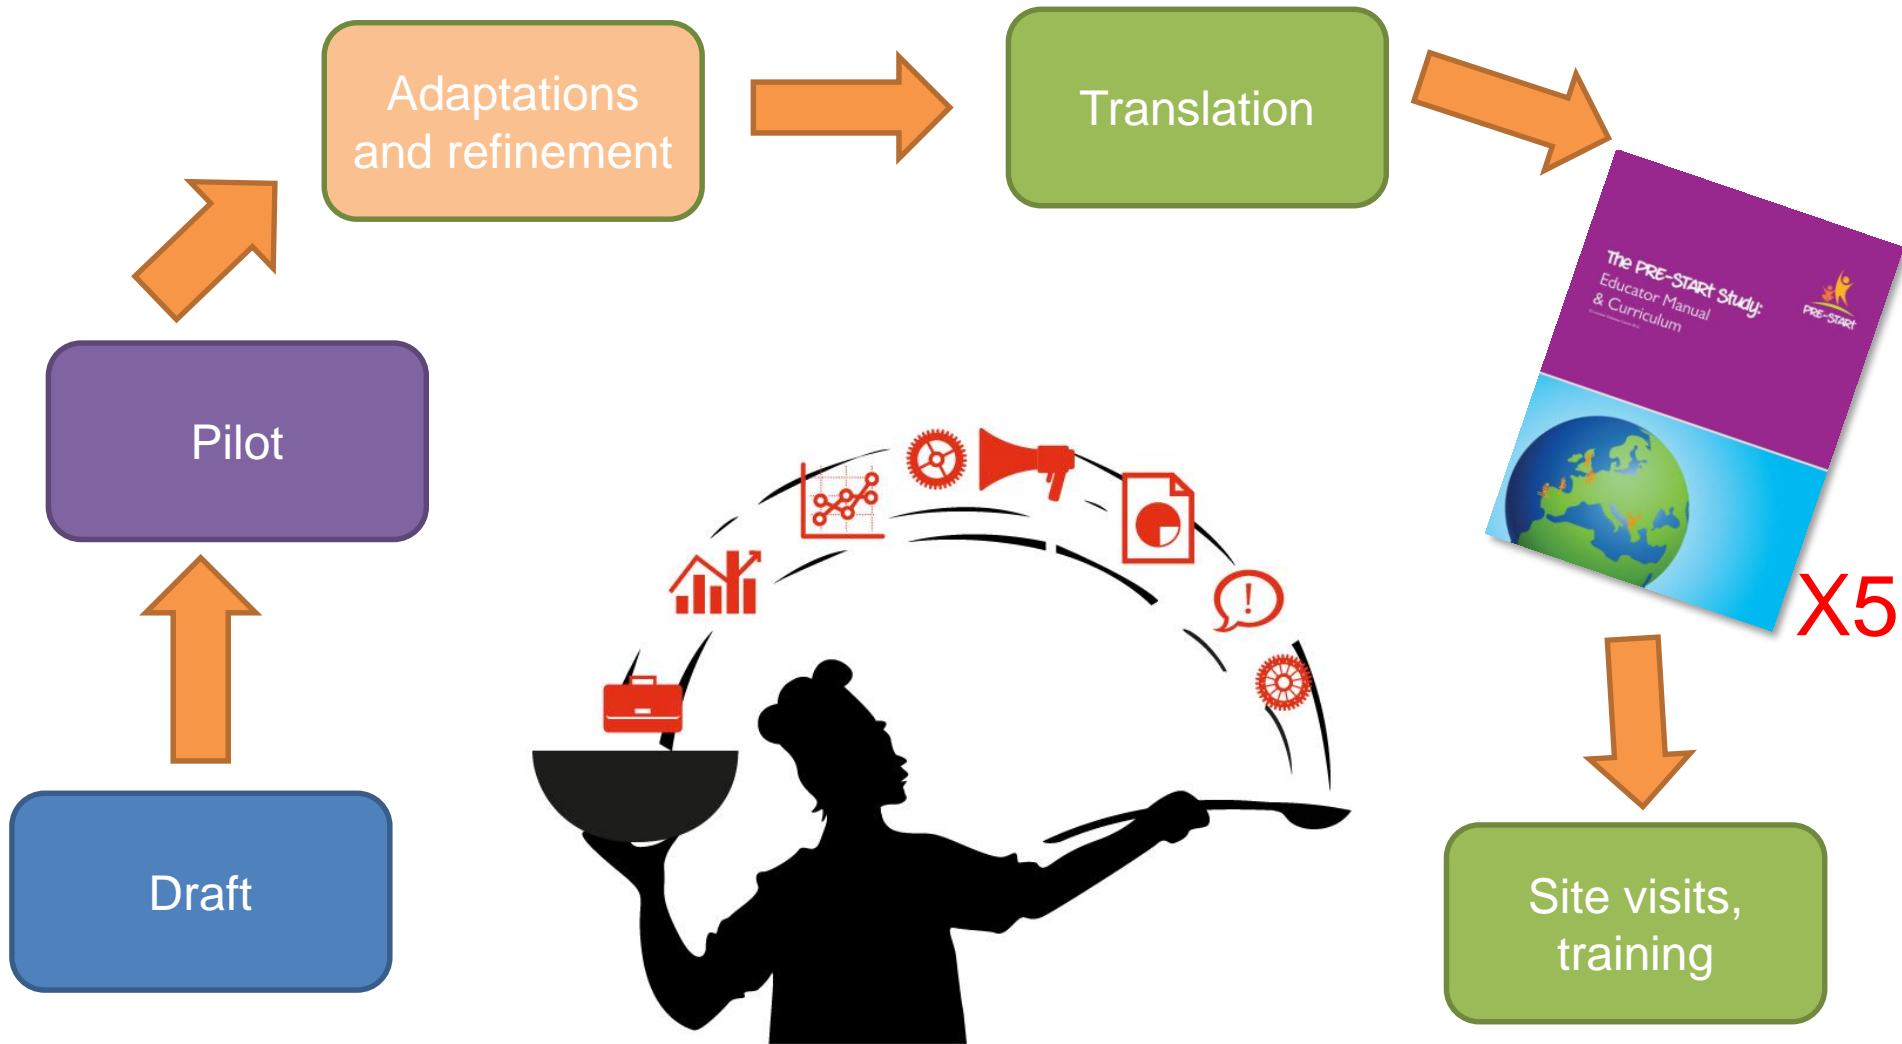 Adaptations
and refinement
Translation
The PRE-START Study:
Educator Manual
& Curriculum
PRE-START
Pilot
!
X5
Draft
Site visits,
training